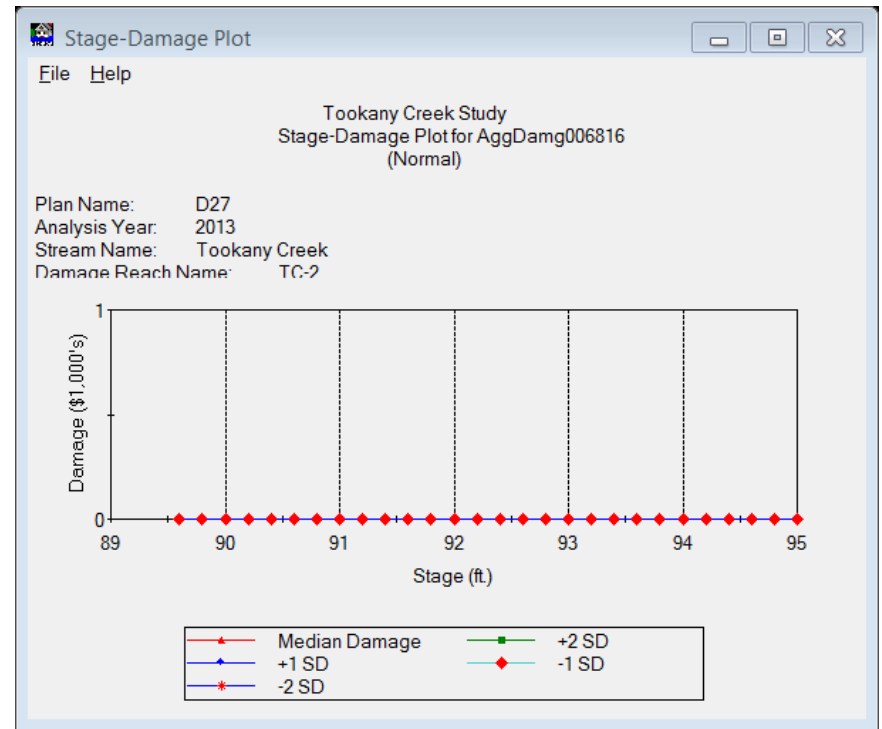 Stage-Damage Plot
File Help
Tookany Creek Study
Stage-Damage Plot for AggDamg006816
(Normal)
Plan Name: D27
Analysis Year: 2013
Stream Name: Tookany Creek
Damage Reach Name: TC-2
1
Damage ($1,000's)
0
89 90 91 92 93 94 95
Stage (ft.)
Median Damage +2 SD
+1 SD -1 SD
-2 SD